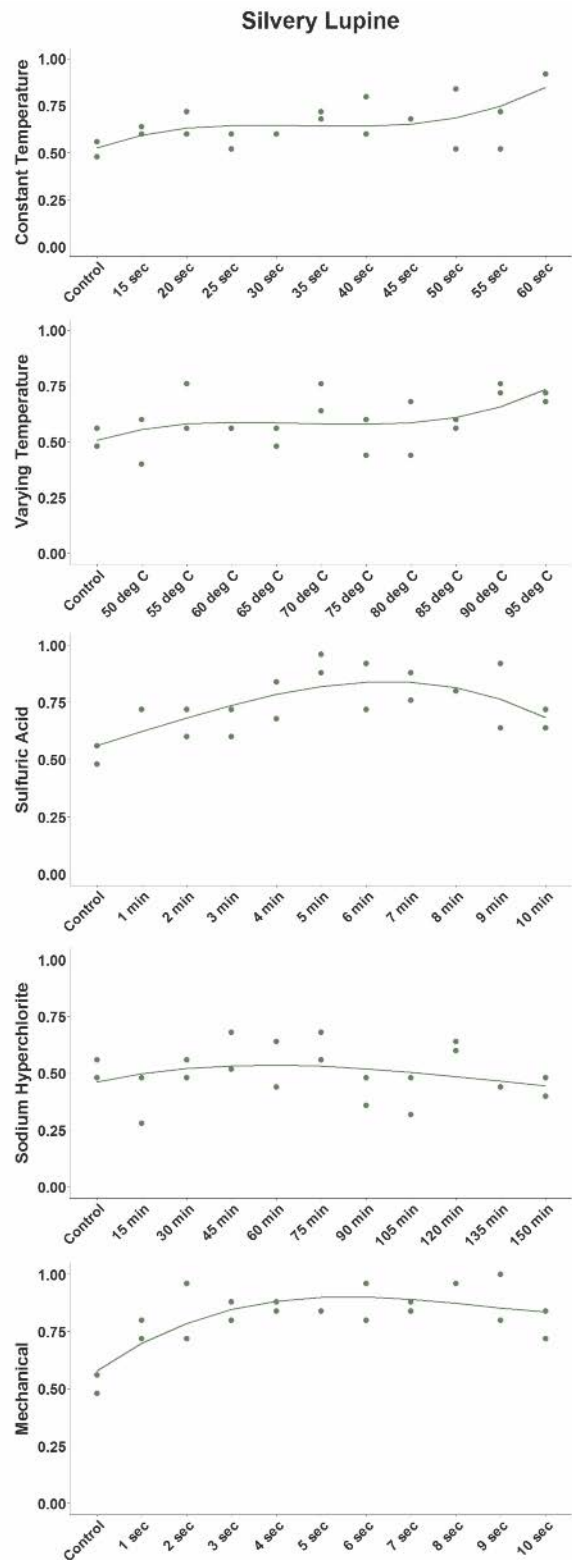 Silvery Lupine
Constant Temperature
1.00
0.75
0.50
0.25
0.00
Control 15 sec 20 sec 25 sec 30 sec 35 sec 40 sec 45 sec 50 sec 55 sec 60 sec
Varying Temperature
1.00
0.75
0.50
0.25
0.00
Control 50 deg C 55 deg C 60 deg C 65 deg C 70 deg C 75 deg C 80 deg C 85 deg C 90 deg C 95 deg C
Sulfuric Acid
1.00
0.75
0.50
0.25
0.00
Control 1 min 2 min 3 min 4 min 5 min 6 min 7 min 8 min 9 min 10 min
Sodium Hyperchlorite
1.00
0.75
0.50
0.25
0.00
Control 15 min 30 min 45 min 60 min 75 min 90 min 105 min 120 min 135 min 150 min
Mechanical
1.00
0.75
0.50
0.25
0.00
Control 1 sec 2 sec 3 sec 4 sec 5 sec 6 sec 7 sec 8 sec 9 sec 10 sec